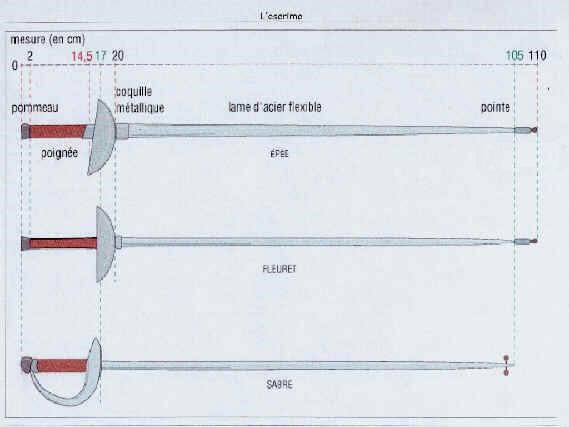 L'escrime
mesure (en cm)
0 2 14,5 17 20 105 110
coquille
pommeau métallique lame d'acier flexible pointe
poignée ÉPÉE
FLEURET
SABRE